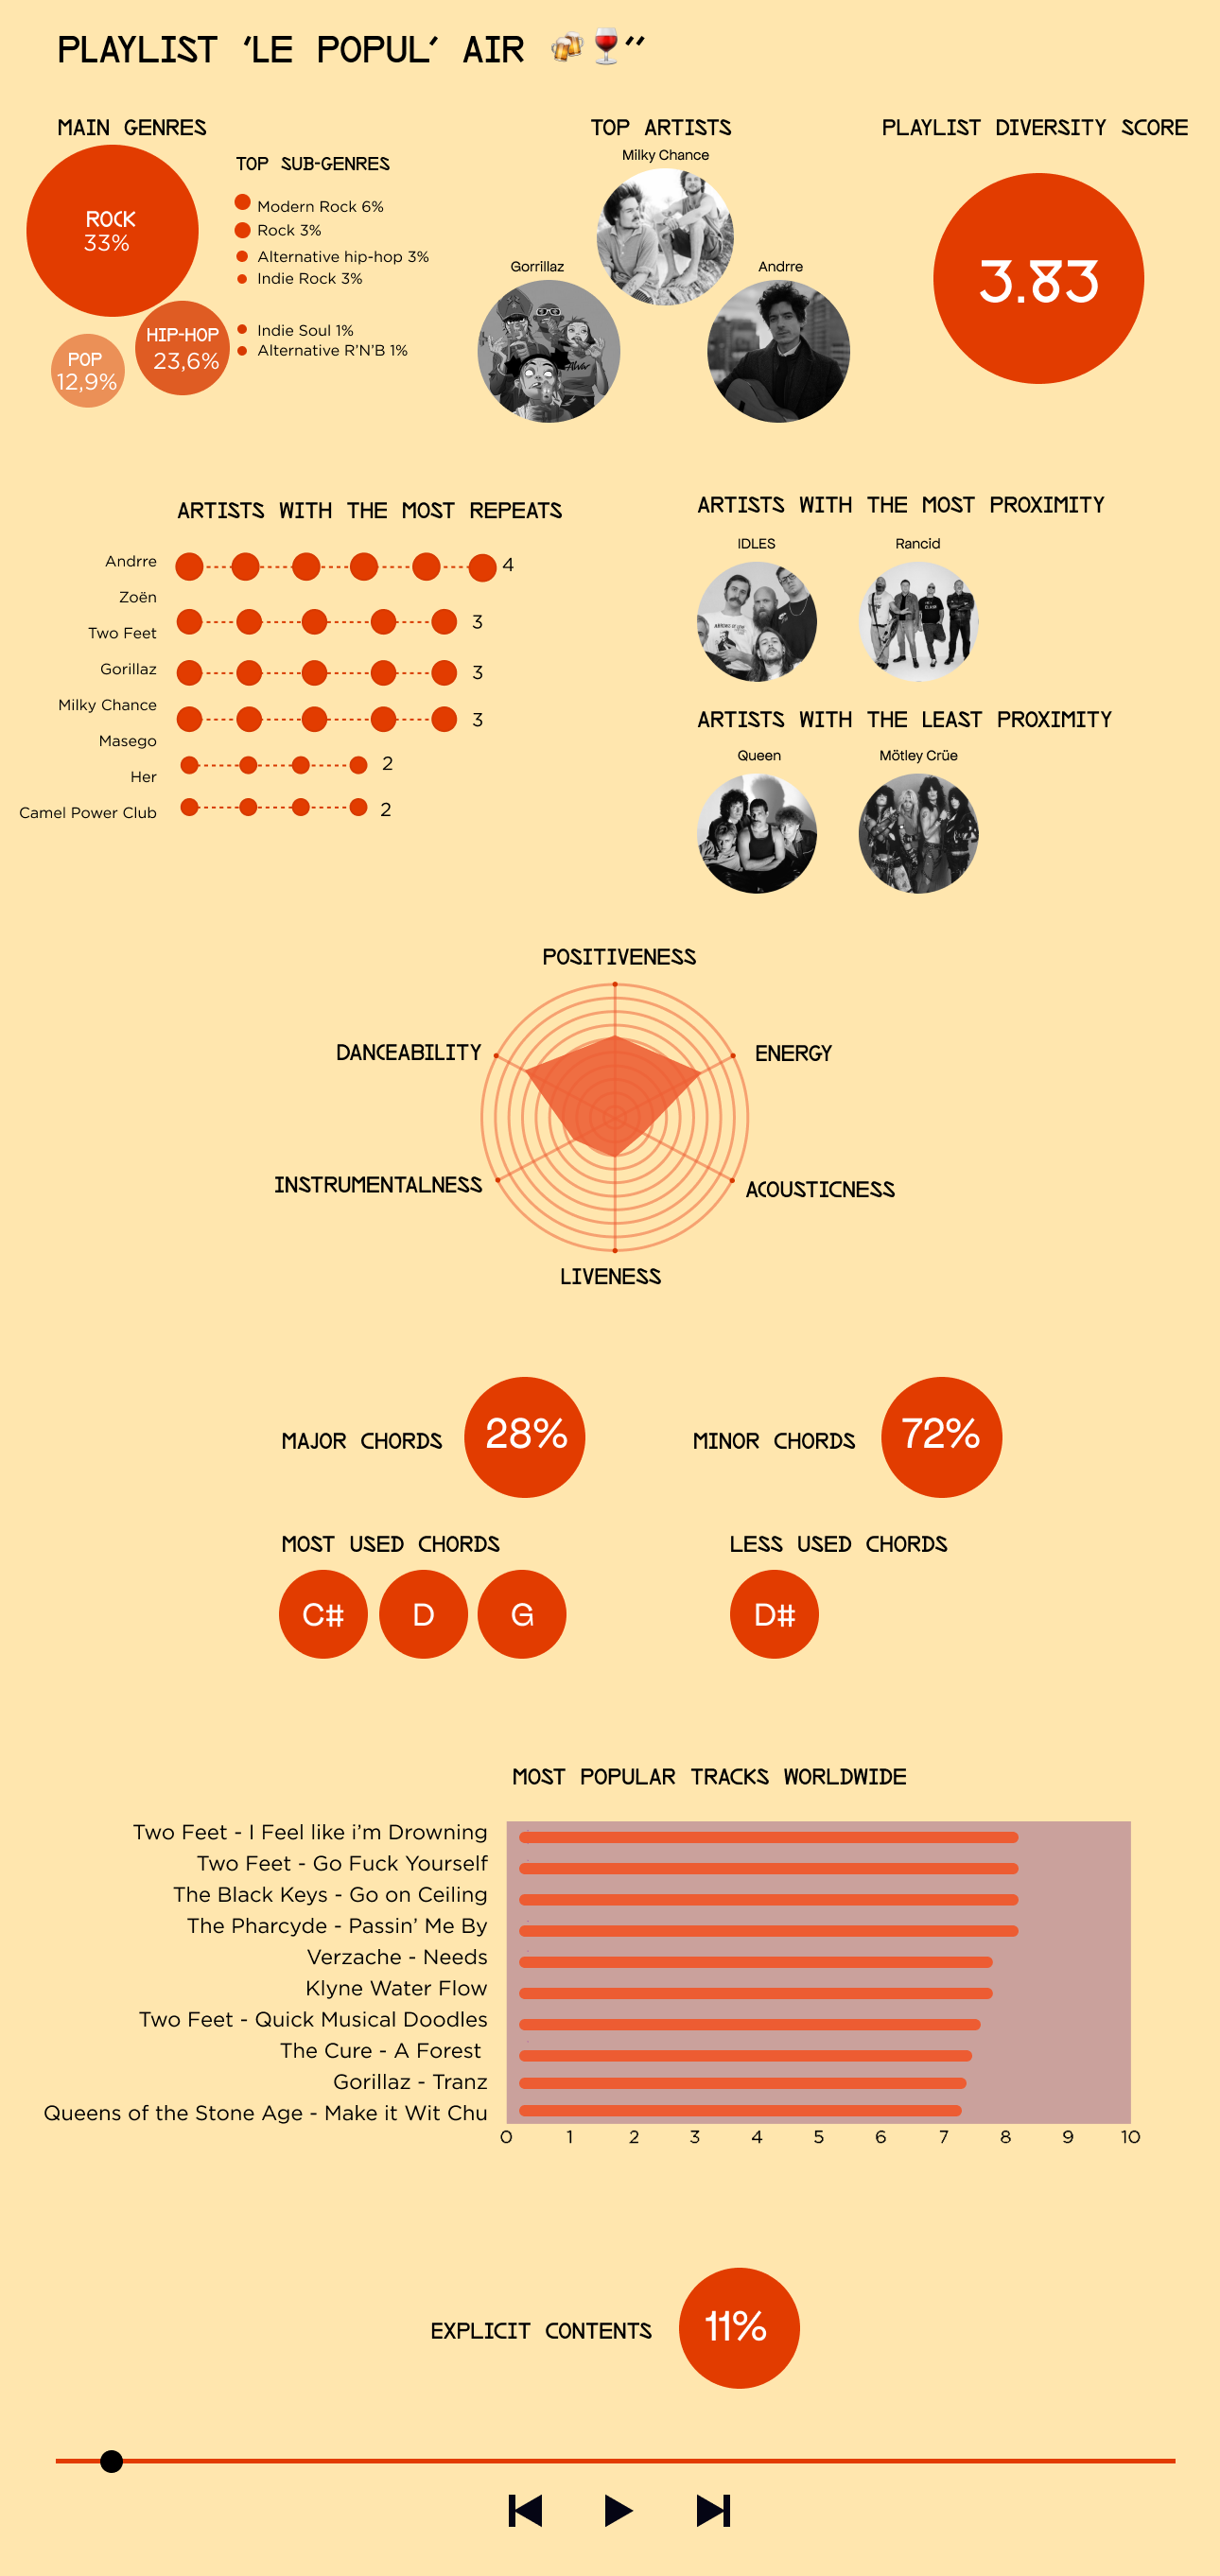 PLAYLIST 'LE POPUL' AIR 🍻🍷”
MAIN GENRES
ROCK
33%
HIP-HOP
23,6%
POP
12,9%
TOP SUB-GENRES
Modern Rock 6%
Rock 3%
Alternative hip-hop 3%
Indie Rock 3%
Indie Soul 1%
Alternative R’N’B 1%
TOP ARTISTS
Milky Chance
Gorrillaz
Andrre
PLAYLIST DIVERSITY SCORE
3.83
ARTISTS WITH THE MOST REPEATS
Andrre
Zoën
Two Feet
Gorillaz
Milky Chance
Masego
Her
Camel Power Club
4
3
3
3
2
2
ARTISTS WITH THE MOST PROXIMITY
IDLES
Rancid
ARTISTS WITH THE LEAST PROXIMITY
Queen
Mötley Crüe
POSITIVENESS
DANCEABILITY
ENERGY
INSTRUMENTALNESS
ACOUSTICNESS
LIVENESS
MAJOR CHORDS
28%
MINOR CHORDS
72%
MOST USED CHORDS
C#
D
G
LESS USED CHORDS
D#
MOST POPULAR TRACKS WORLDWIDE
Two Feet - I Feel like i’m Drowning
Two Feet - Go Fuck Yourself
The Black Keys - Go on Ceiling
The Pharcyde - Passin’ Me By
Verzache - Needs
Klyne Water Flow
Two Feet - Quick Musical Doodles
The Cure - A Forest
Gorillaz - Tranz
Queens of the Stone Age - Make it Wit Chu
0 1 2 3 4 5 6 7 8 9 10
EXPLICIT CONTENTS
11%